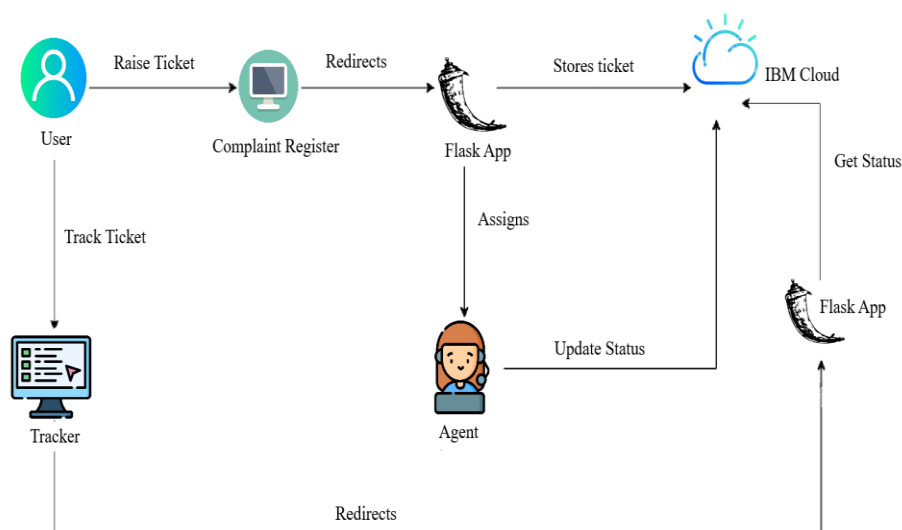 Raise Ticket
Redirects
Stores ticket
IBM Cloud
User
Complaint Register
Flask App
Get Status
Assigns
Track Ticket
Flask App
Update Status
Agent
Tracker
Redirects